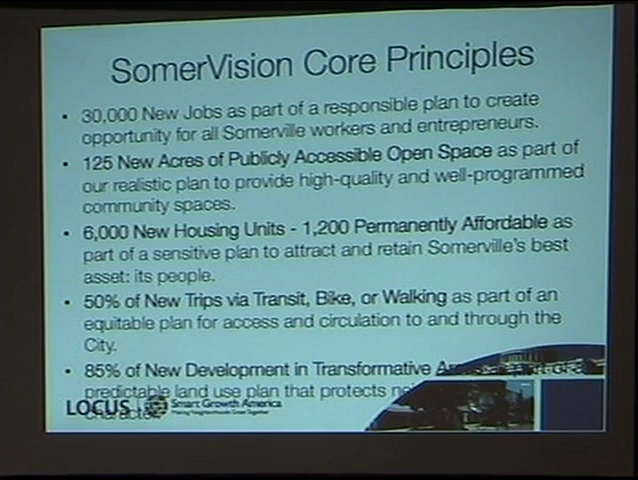 SomerVision Core Principles
• 30,000 New Jobs as part of a responsible plan to create
opportunity for all Somerville workers and entrepreneurs.
• 125 New Acres of Publicly Accessible Open Space as part of
our realistic plan to provide high-quality and well-programmed
community spaces.
• 6,000 New Housing Units - 1,200 Permanently Affordable as
part of a sensitive plan to attract and retain Somerville's best
asset: its people.
• 50% of New Trips via Transit, Bike, or Walking as part of an
equitable plan for access and circulation to and through the
City.
• 85% of New Development in Transformative
predictable land use plan that protects
character.
LOCUS Smart Growth America
Making Neighborhoods Great Together